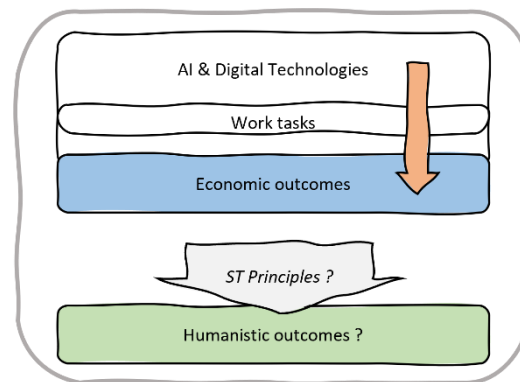 AI & Digital Technologies
Work tasks
Economic outcomes
ST Principles ?
Humanistic outcomes ?